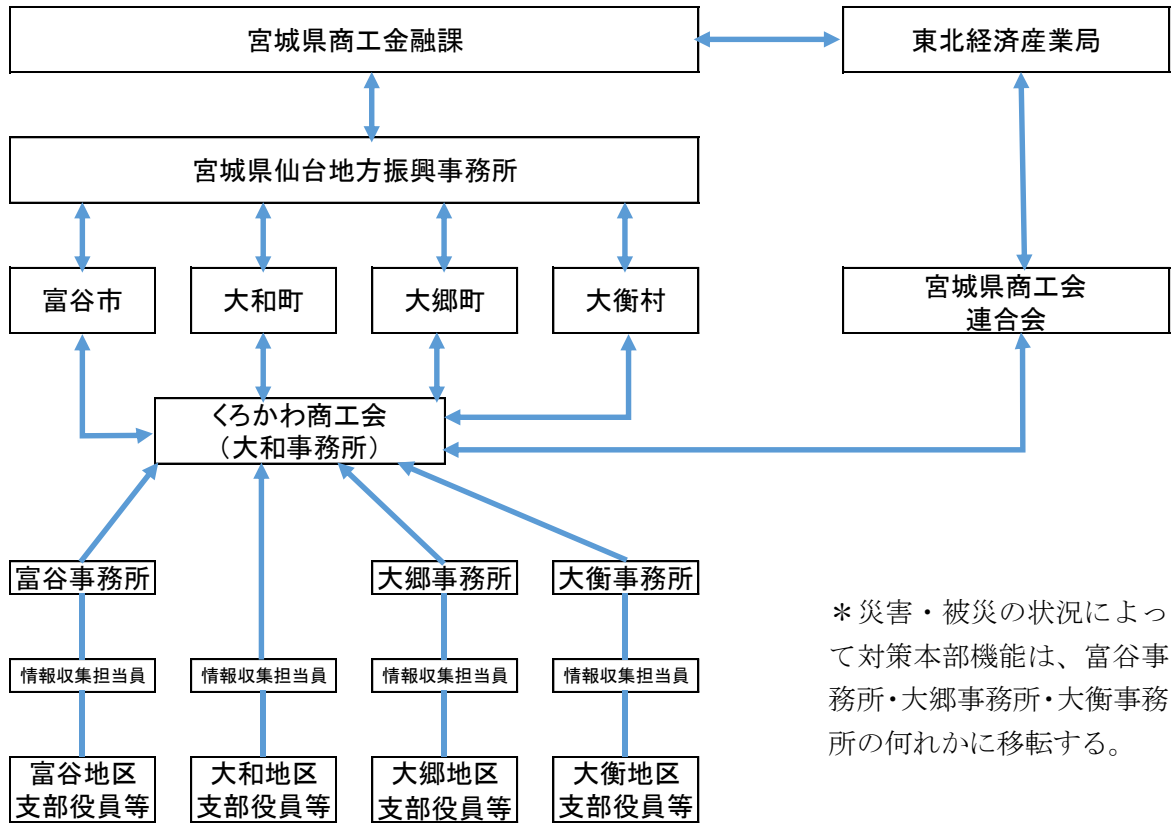 宮城県商工金融課
東北経済産業局
宮城県仙台地方振興事務所
富谷市
大和町
大郷町
大衡村
宮城県商工会
連合会
くろかわ商工会
（大和事務所）
富谷事務所
大郷事務所
大衡事務所
情報収集担当員
情報収集担当員
情報収集担当員
情報収集担当員
富谷地区
支部役員等
大和地区
支部役員等
大郷地区
支部役員等
大衡地区
支部役員等
＊災害・被災の状況によっ
て対策本部機能は、富谷事
務所・大郷事務所・大衡事務
所の何れかに移転する。